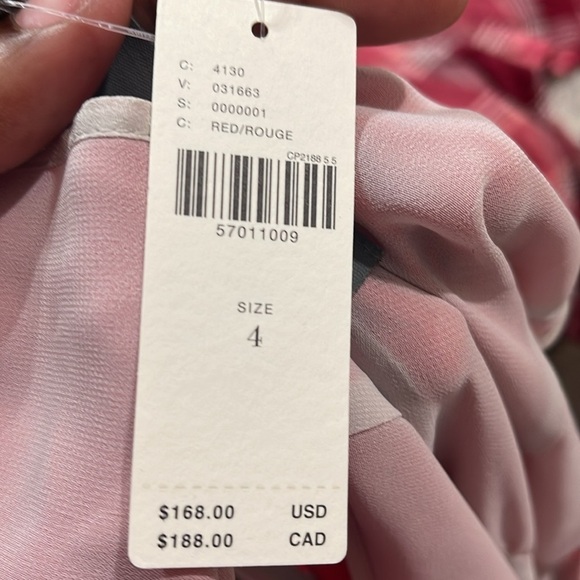 C: 4130
V: 031663
S: 0000001
C: RED/ROUGE
CP2188 5.5
57011009
SIZE
4
$168.00 USD
$188.00 CAD